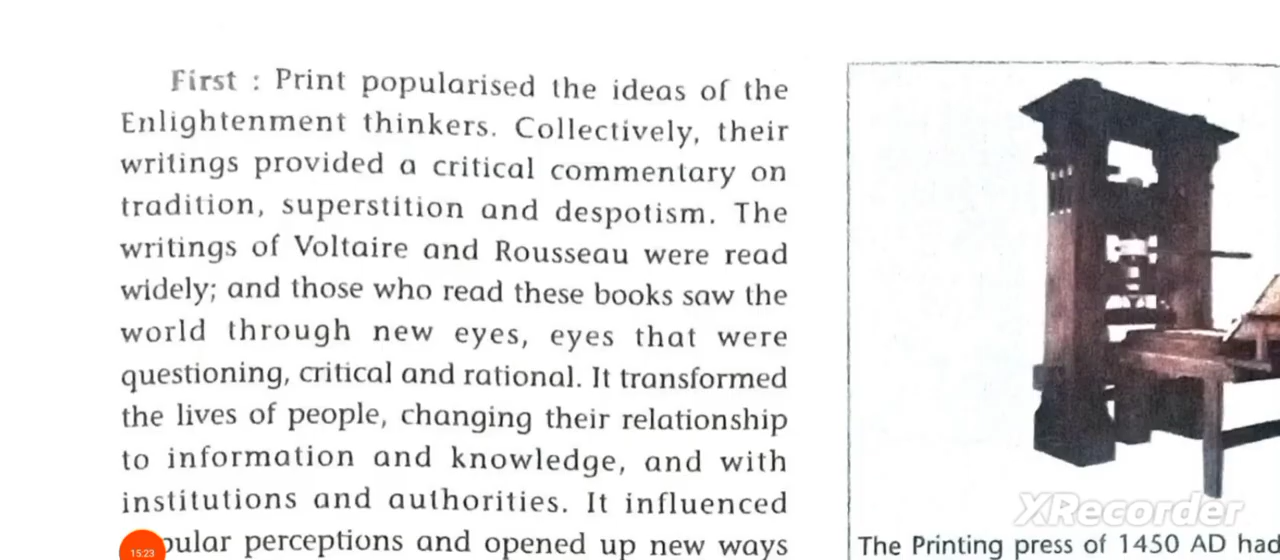 First : Print popularised the ideas of the
Enlightenment thinkers. Collectively, their
writings provided a critical commentary on
tradition, superstition and despotism. The
writings of Voltaire and Rousseau were read
widely; and those who read these books saw the
world through new eyes, eyes that were
questioning, critical and rational. It transformed
the lives of people, changing their relationship
to information and knowledge, and with
institutions and authorities. It influenced
perceptions and opened up new ways
15:23
XRecorder
The Printing press of 1450 AD had